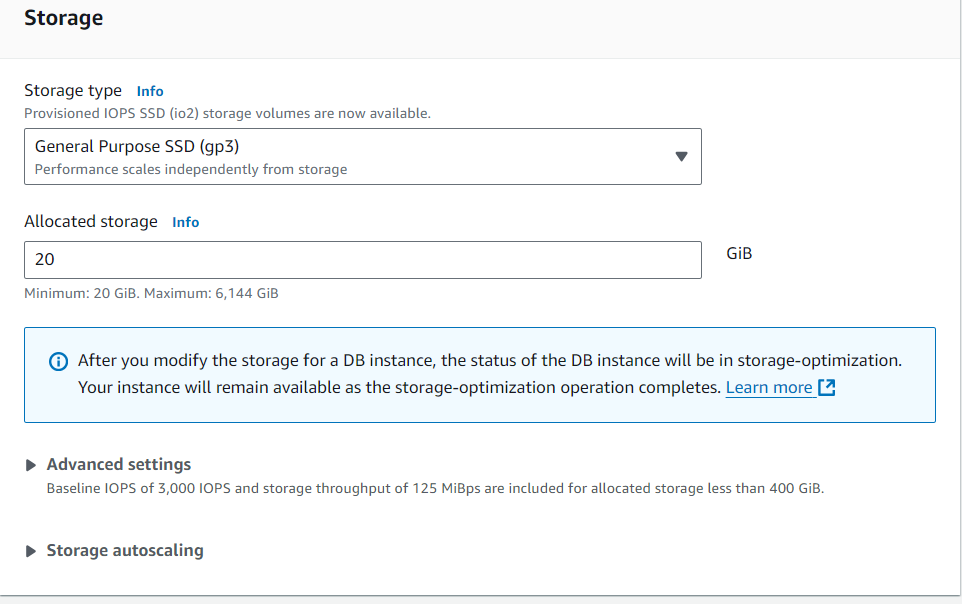 Storage
Storage type Info
Provisioned IOPS SSD (io2) storage volumes are now available.
General Purpose SSD (gp3)
Performance scales independently from storage
Allocated storage Info
20
GiB
Minimum: 20 GiB. Maximum: 6,144 GiB
After you modify the storage for a DB instance, the status of the DB instance will be in storage-optimization.
Your instance will remain available as the storage-optimization operation completes. Learn more
Advanced settings
Baseline IOPS of 3,000 IOPS and storage throughput of 125 MiBps are included for allocated storage less than 400 GiB.
Storage autoscaling